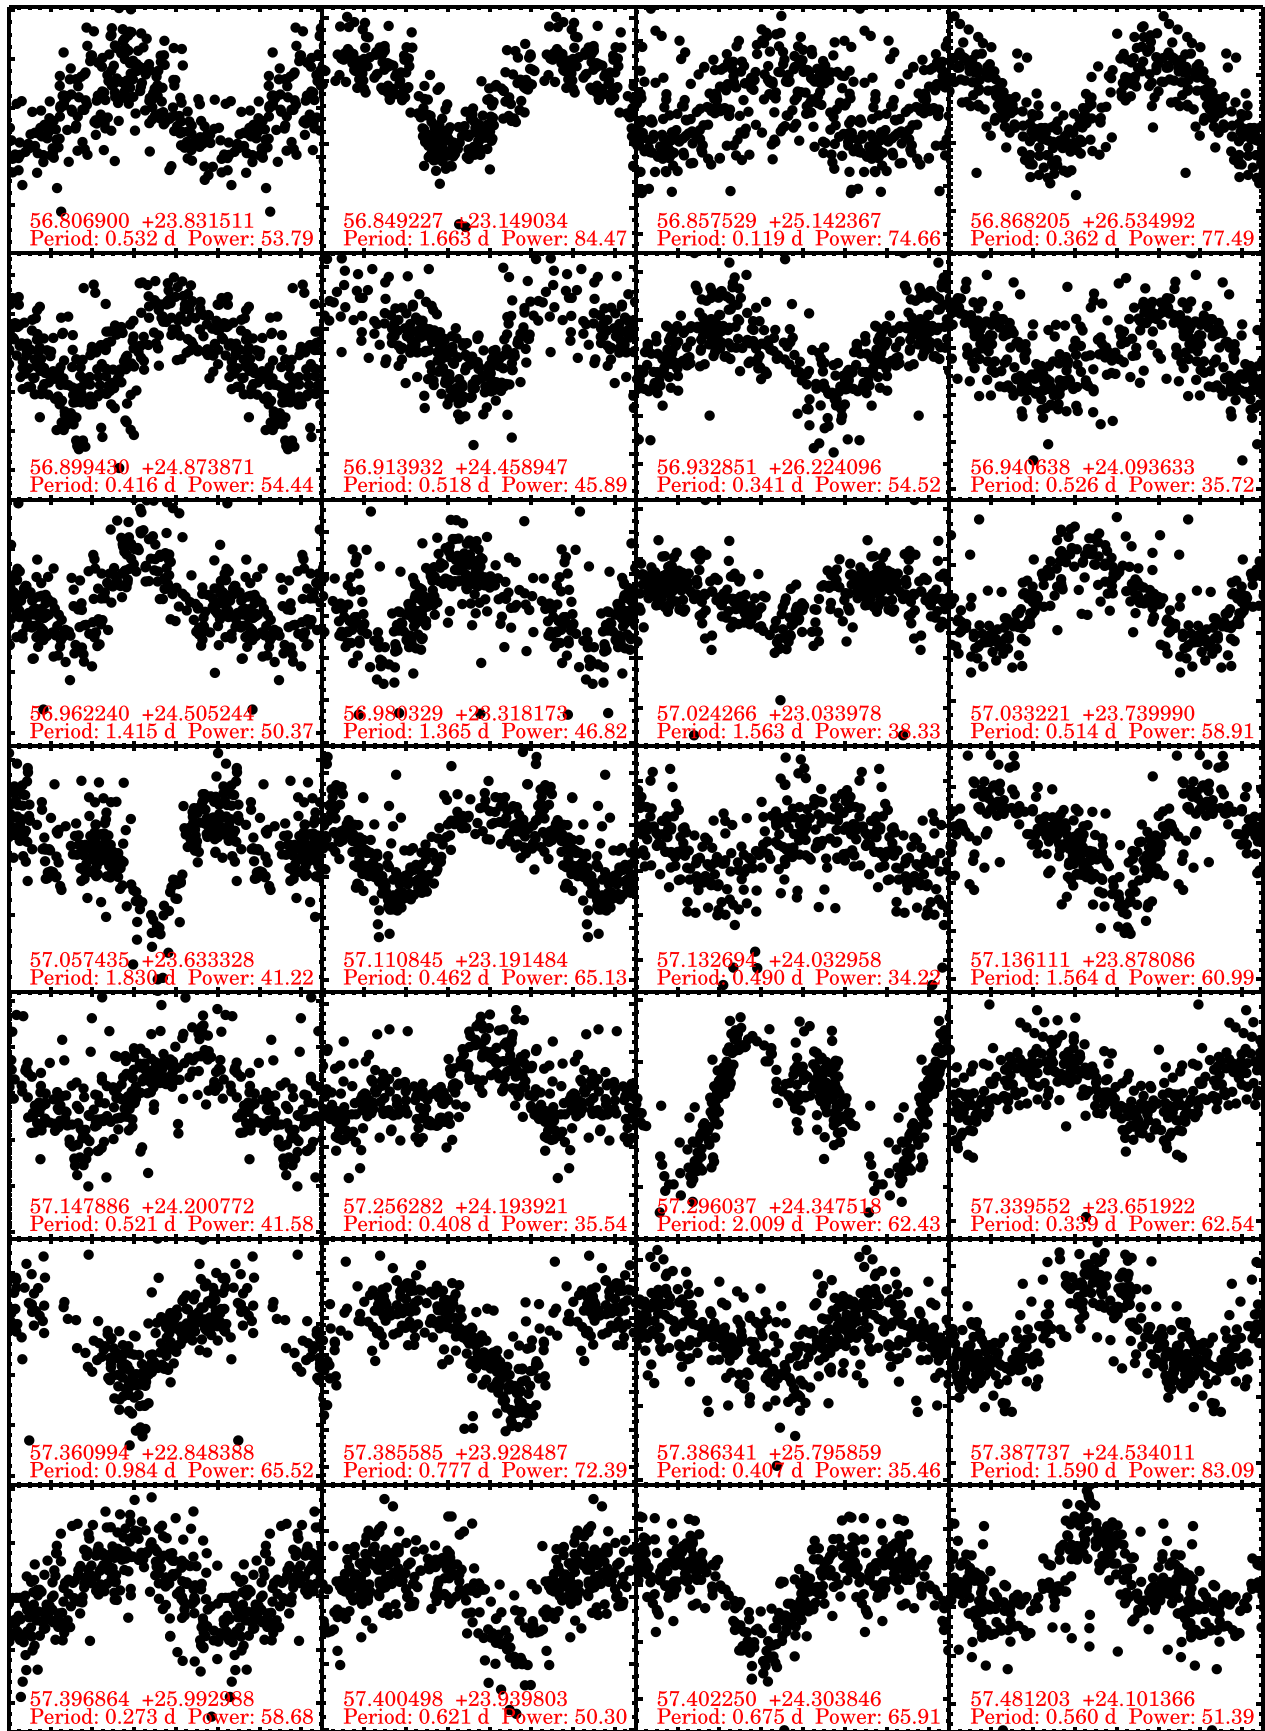 56.806900 +23.831511
Period: 0.532 d Power: 53.79
56.849227 +23.149034
Period: 1.663 d Power: 84.47
56.857529 +25.142367
Period: 0.119 d Power: 74.66
56.868205 +26.534992
Period: 0.362 d Power: 77.49
56.899430 +24.873871
Period: 0.416 d Power: 54.44
56.913932 +24.458947
Period: 0.518 d Power: 45.89
56.932851 +26.224096
Period: 0.341 d Power: 54.52
56.940638 +24.093633
Period: 0.526 d Power: 35.72
56.962240 +24.505244
Period: 1.415 d Power: 50.37
56.980329 +23.318173
Period: 1.365 d Power: 46.82
57.024266 +23.033978
Period: 1.563 d Power: 38.33
57.033221 +23.739990
Period: 0.514 d Power: 58.91
57.057435 +23.633328
Period: 1.830 d Power: 41.22
57.110845 +23.191484
Period: 0.462 d Power: 65.13
57.132694 +24.032958
Period: 0.490 d Power: 34.22
57.136111 +23.878086
Period: 1.564 d Power: 60.99
57.147886 +24.200772
Period: 0.521 d Power: 41.58
57.256282 +24.193921
Period: 0.408 d Power: 35.54
57.296037 +24.347518
Period: 2.009 d Power: 62.43
57.339552 +23.651922
Period: 0.339 d Power: 62.54
57.360994 +22.848388
Period: 0.984 d Power: 65.52
57.385585 +23.928487
Period: 0.777 d Power: 72.39
57.386341 +25.795859
Period: 0.407 d Power: 35.46
57.387737 +24.534011
Period: 1.590 d Power: 83.09
57.396864 +25.992988
Period: 0.273 d Power: 58.68
57.400498 +23.939803
Period: 0.621 d Power: 50.30
57.402250 +24.303846
Period: 0.675 d Power: 65.91
57.481203 +24.101366
Period: 0.560 d Power: 51.39